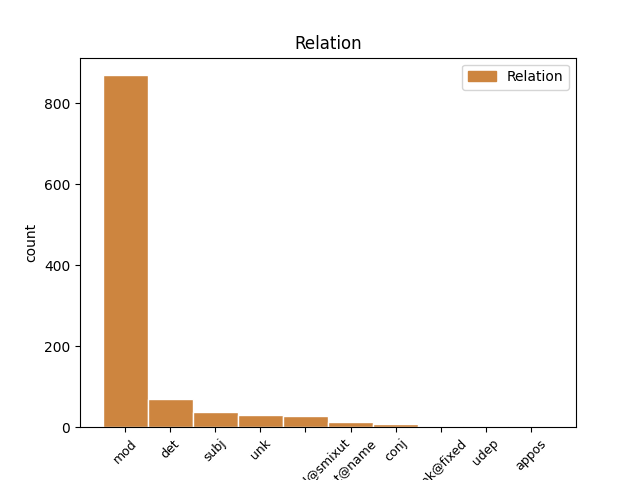 Relation
Relation
count
800
600
400
200
0
mod
det
subj
unk
conj
udep
appos